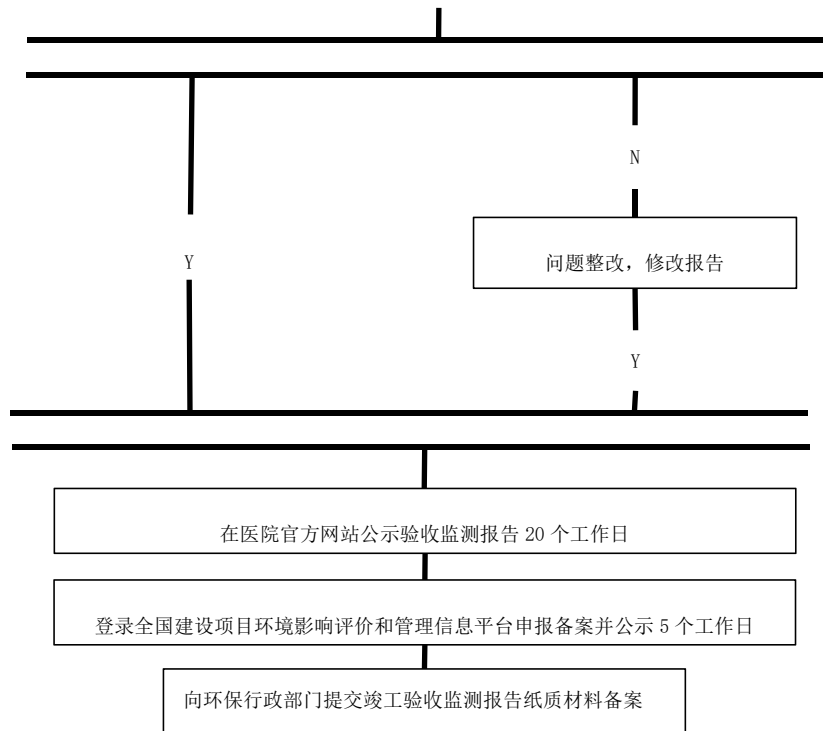 N
Y
问题整改，修改报告
Y
在医院官方网站公示验收监测报告 20 个工作日
登录全国建设项目环境影响评价和管理信息平台申报备案并公示 5 个工作日
向环保行政部门提交竣工验收监测报告纸质材料备案